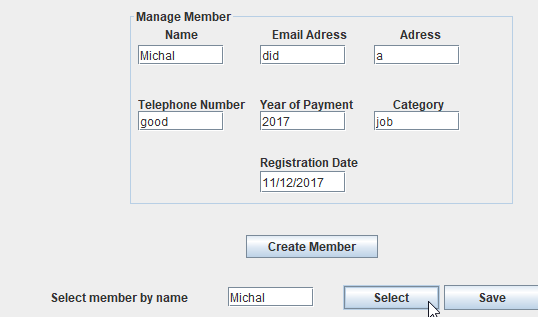 Manage Member
Name Email Adress Adress
Michal did a
Telephone Number Year of Payment Category
good 2017 job
Registration Date
11/12/2017
Create Member
Select member by name Michal Select Save